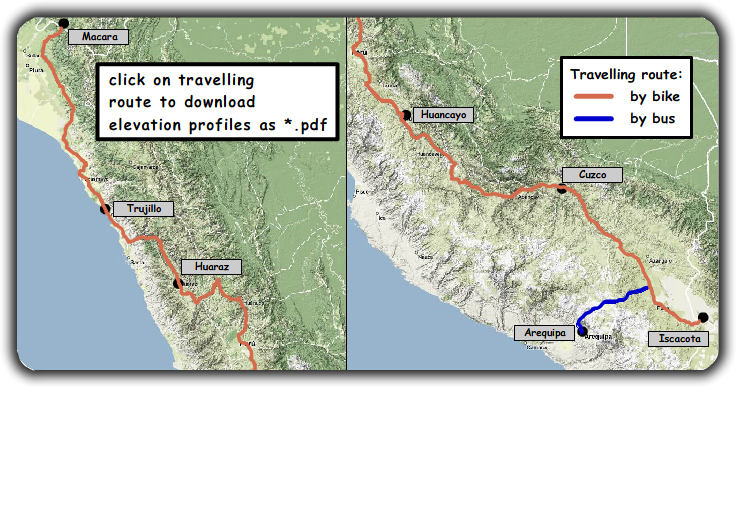 Macara
click on travelling
route to download
elevation profiles as *.pdf
Piura
Trujillo
Huaraz
Travelling route:
by bike
by bus
Huancayo
Cuzco
Arequipa
Arequipa
Iscacota